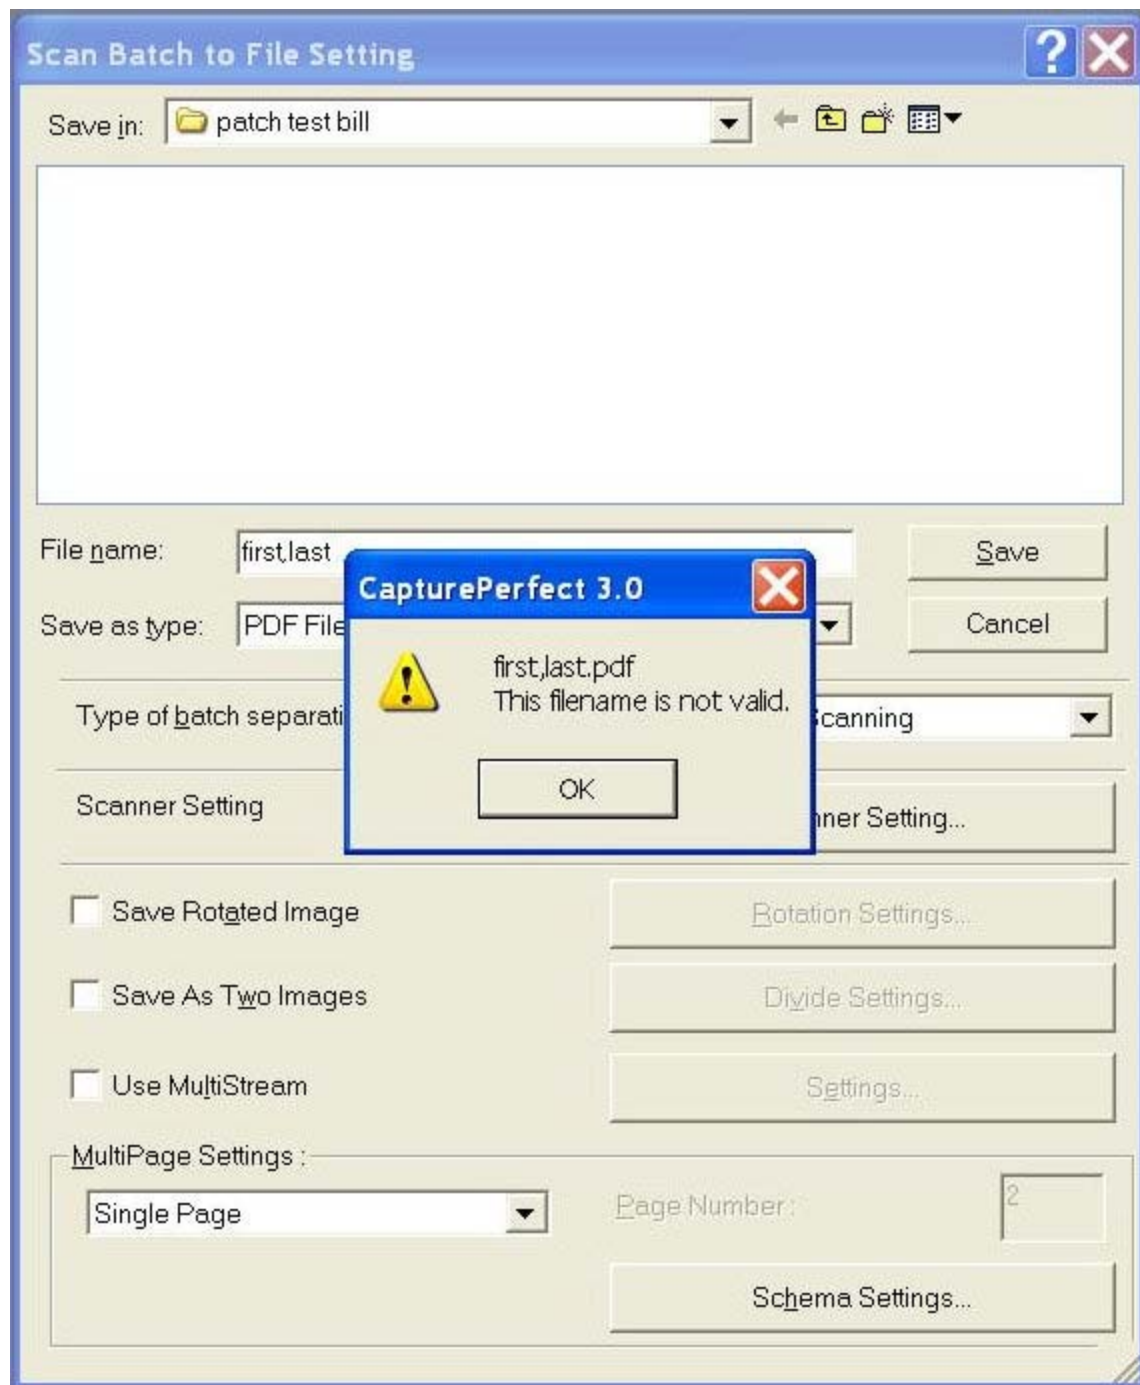 Scan Batch to File Setting
Save in: patch test bill
File name: first,last Save
Save as type: PDF File Cancel
CapturePerfect 3.0
first,last.pdf
This filename is not valid.
OK
Type of batch separati canning
Scanner Setting nner Setting...
Save Rotated Image Rotation Settings...
Save As Two Images Divide Settings...
Use MultiStream Settings...
MultiPage Settings :
Single Page Page Number : 2
Schema Settings...